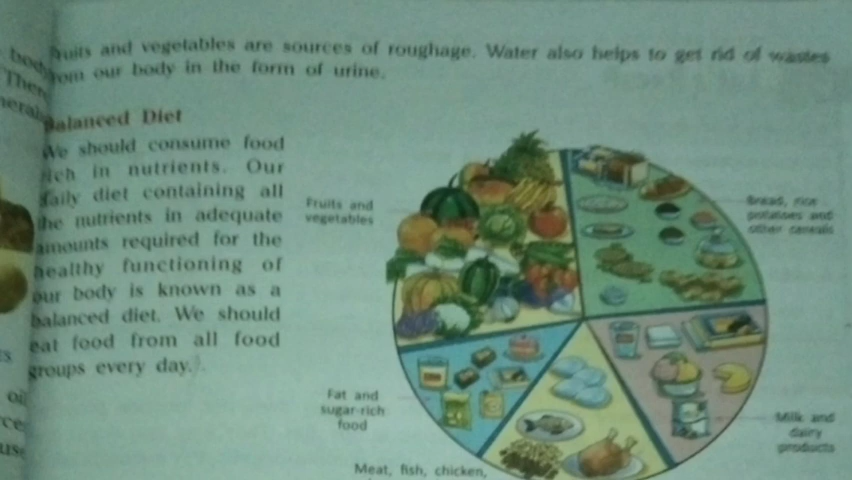 Fruits and vegetables are sources of roughage. Water also helps to get rid of wastes
from our body in the form of urine.
Balanced Diet
We should consume food
rich in nutrients. Our
daily diet containing all
the nutrients in adequate
amounts required for the
healthy functioning of
our body is known as a
balanced diet. We should
eat food from all food
groups every day.
Fruits and
vegetables
Bread, rice
potatoes and
other cereals
Fat and
sugar-rich
food
Milk and
dairy
products
Meat, fish, chicken,